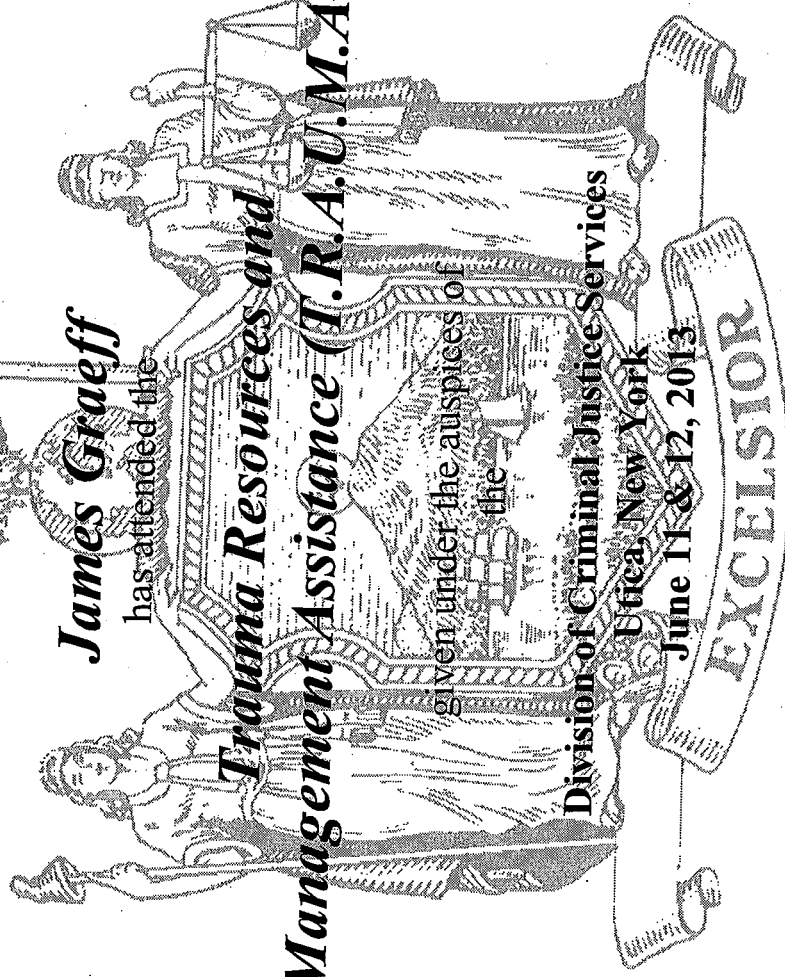 James Graeff
has attended the
Trauma Resources and
Management Assistance (T.R.A.U.M.A
given under the auspices of
the
Division of Criminal Justice Services
Utica, New York
June 11 & 12, 2013
EXCELSIOR